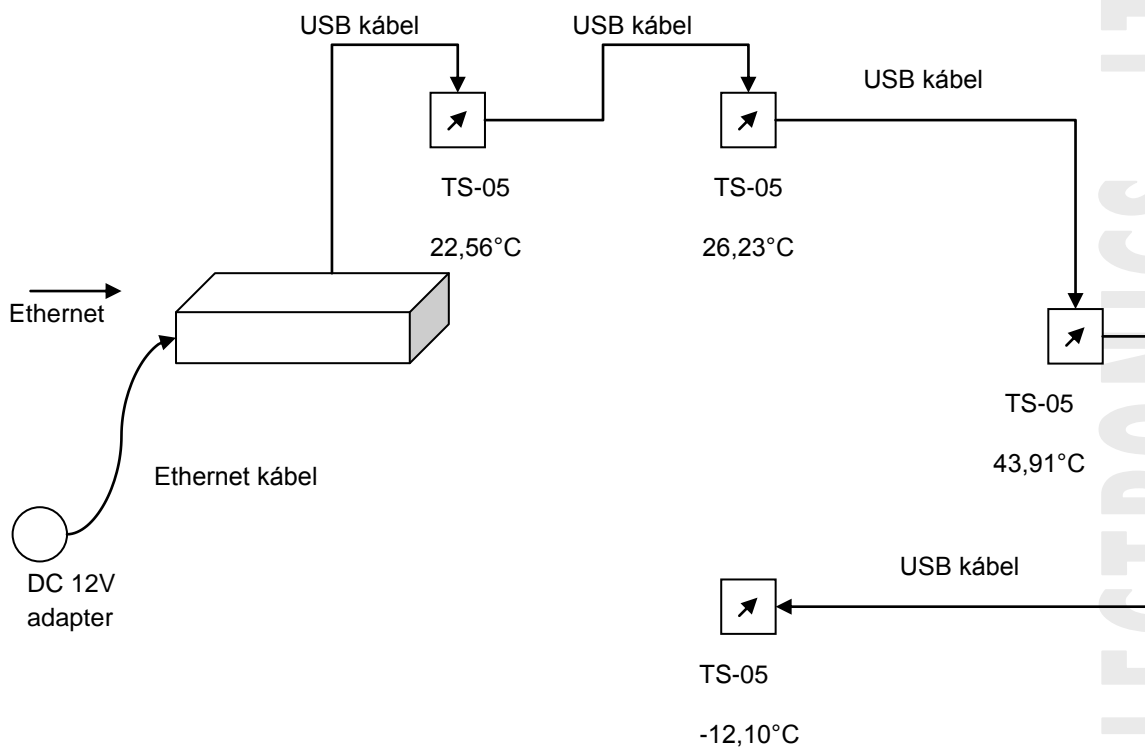 USB kábel
USB kábel
USB kábel
TS-05
TS-05
22,56°C
26,23°C
Ethernet
TS-05
43,91°C
Ethernet kábel
DC 12V
adapter
USB kábel
TS-05
-12,10°C